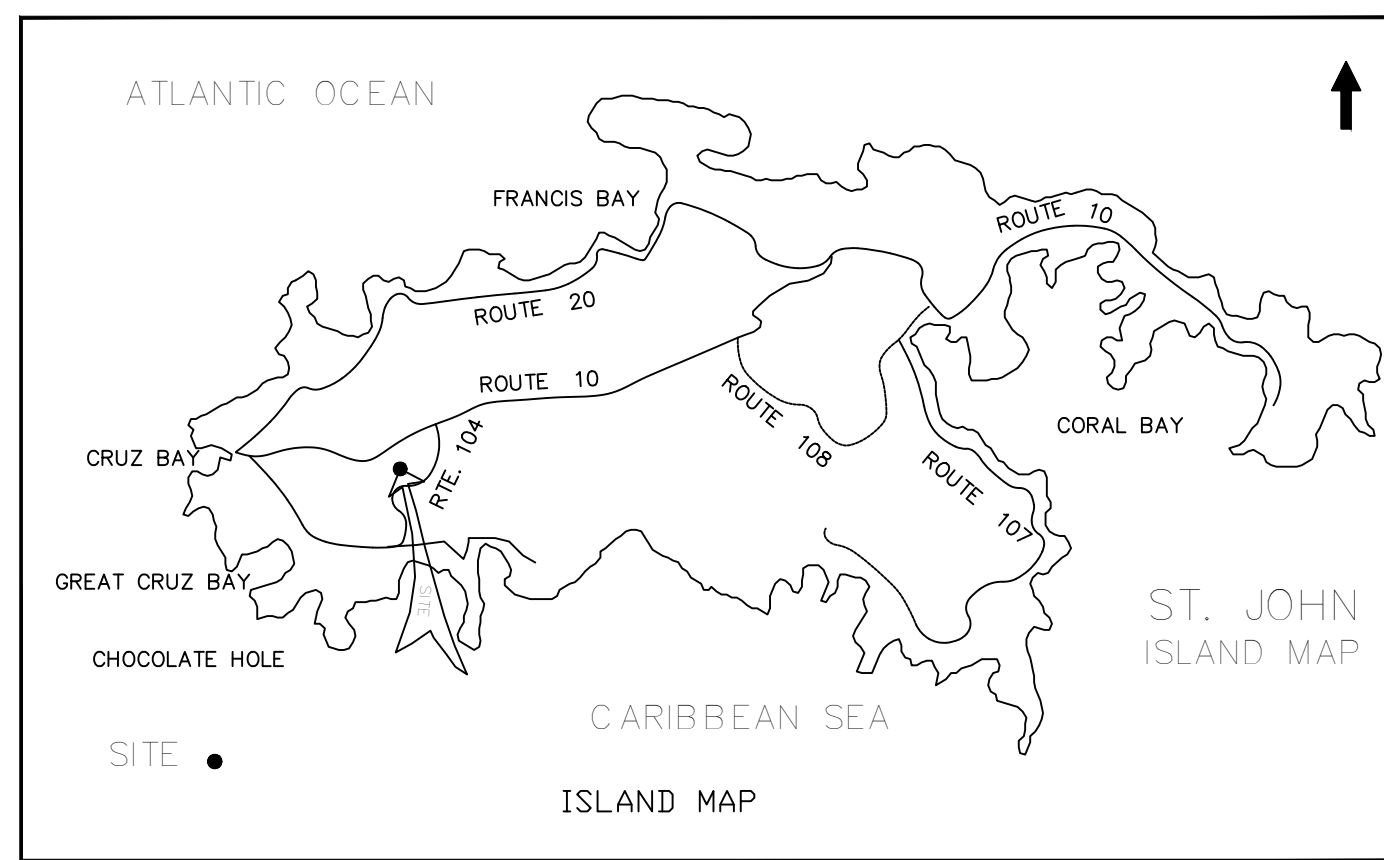 ATLANTIC OCEAN
FRANCIS BAY
ROUTE 10
ROUTE 20
ROUTE 10
ROUTE 108
CORAL BAY
CRUZ BAY
RTE. 104
ROUTE 107
GREAT CRUZ BAY
SITE
ST. JOHN
ISLAND MAP
CHOCOLATE HOLE
CARIBBEAN SEA
SITE
ISLAND MAP